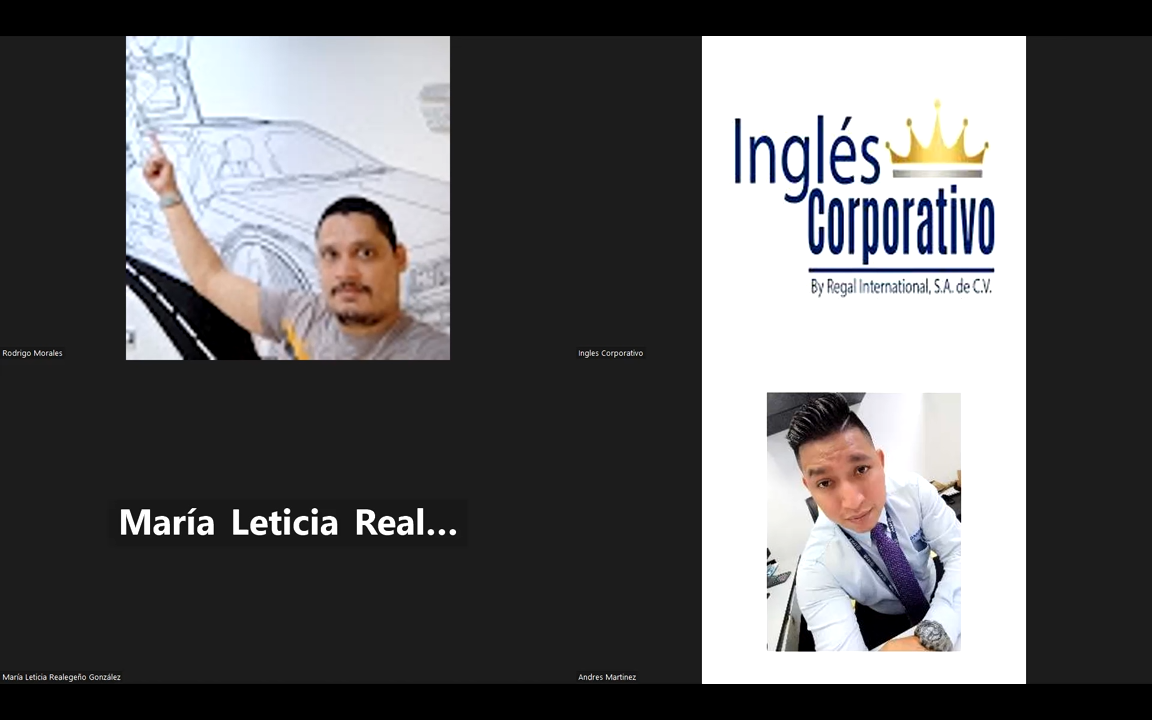 Inglés
Corporativo
By Regal International, S.A. de C.V.
Rodrigo Morales
Ingles Corporativo
María Leticia Real...
María Leticia Realegeño González
Andres Martinez